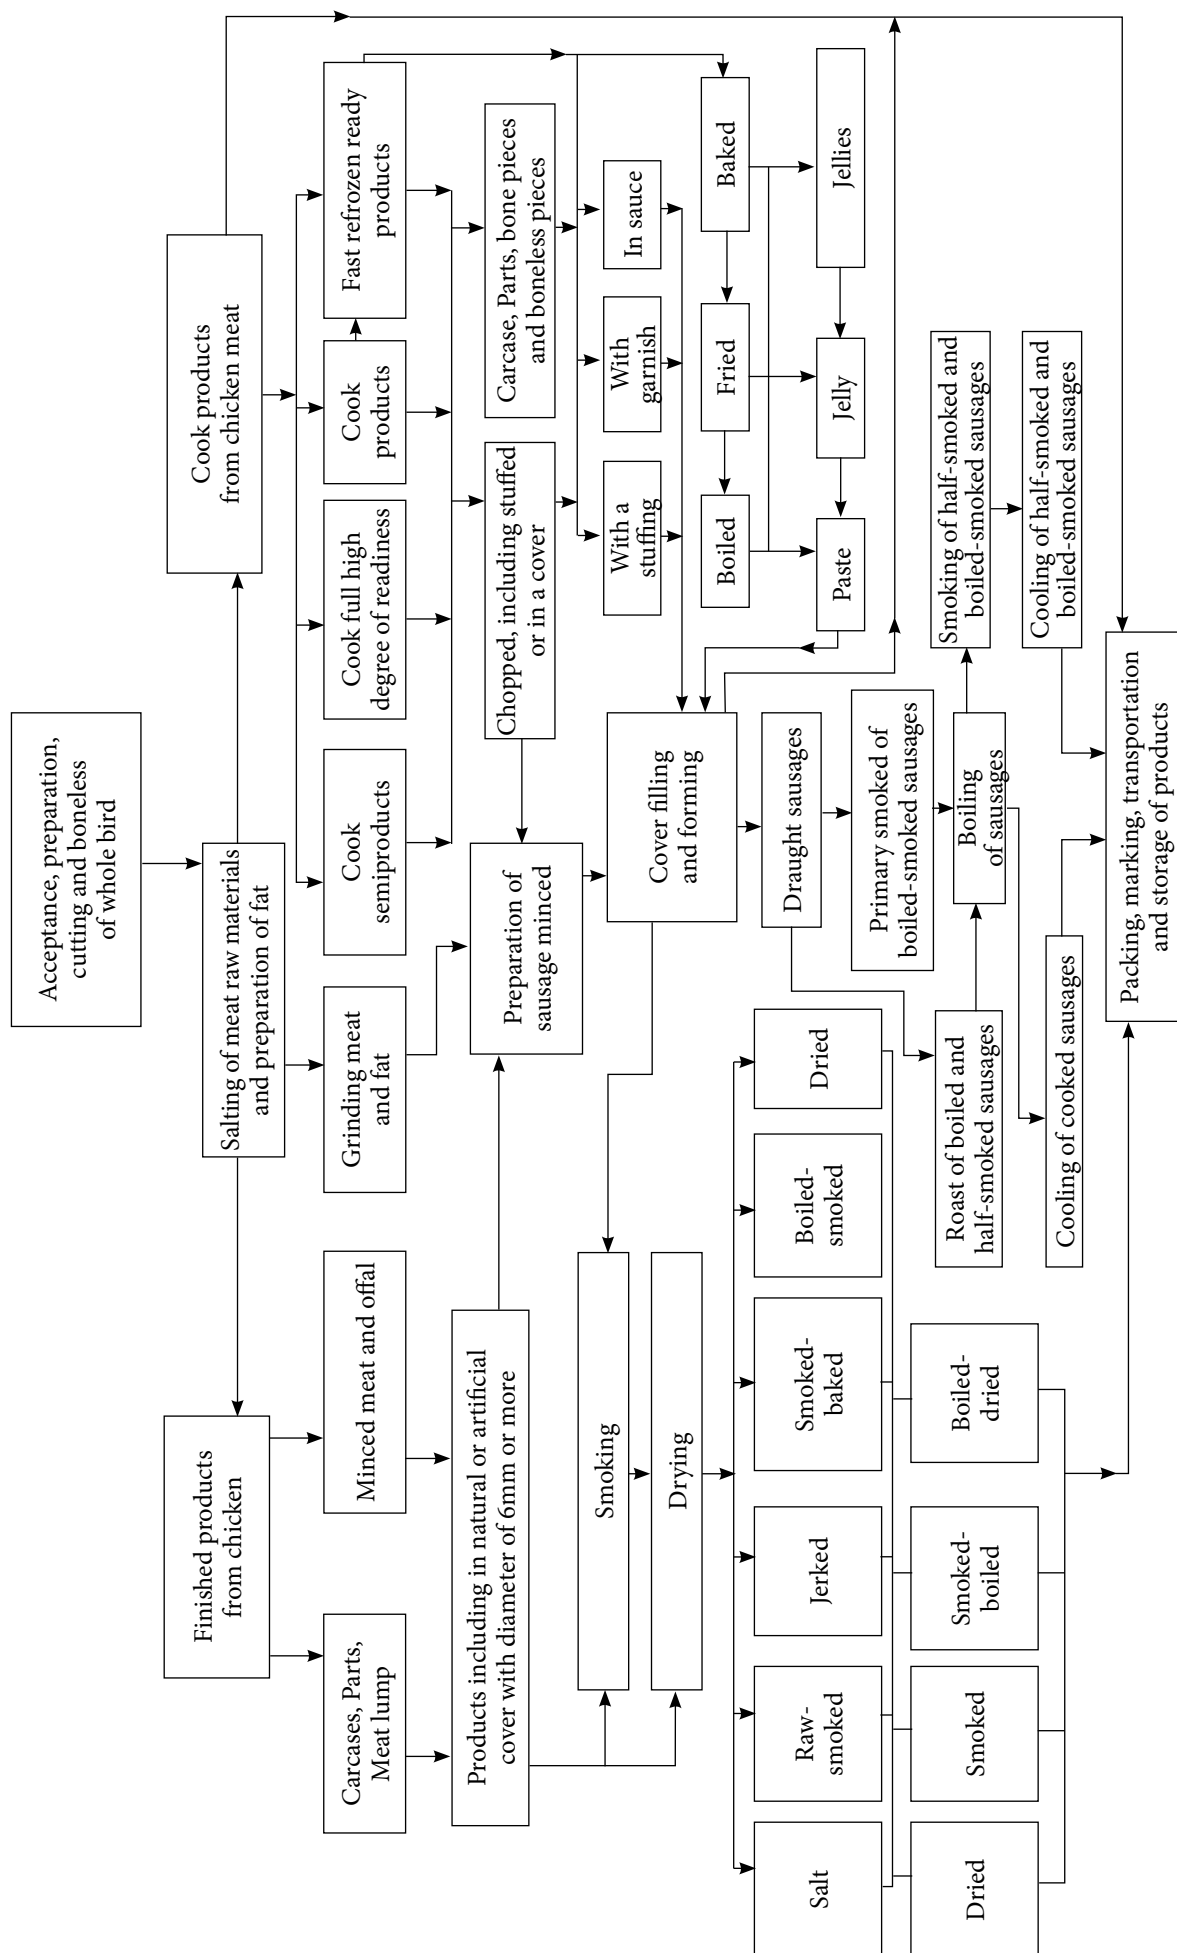 Acceptance, preparation,
cutting and boneless
of whole bird
Finished products
from chicken
Salting of meat raw materials
and preparation of fat
Cook products
from chicken meat
Carcases, Parts,
Meat lump
Minced meat and offal
Grinding meat
and fat
Cook
semiproducts
Cook full high
degree of readiness
Cook
products
Fast refrozen ready
products
Products including in natural or artificial
cover with diameter of 6mm or more
Preparation of
sausage minced
Chopped, including stuffed
or in a cover
Carcase, Parts, bone pieces
and boneless pieces
Smoking
Cover filling
and forming
With a
stuffing
With
garnish
In sauce
Drying
Boiled
Fried
Baked
Salt
Raw-
smoked
Jerked
Smoked-
baked
Boiled-
smoked
Dried
Draught sausages
Paste
Jelly
Jellies
Primary smoked of
boiled-smoked sausages
Dried
Smoked
Smoked-
boiled
Boiled-
dried
Roast of boiled and
half-smoked sausages
Boiling
of sausages
Smoking of half-smoked and
boiled-smoked sausages
Cooling of cooked sausages
Cooling of half-smoked and
boiled-smoked sausages
Packing, marking, transportation
and storage of products